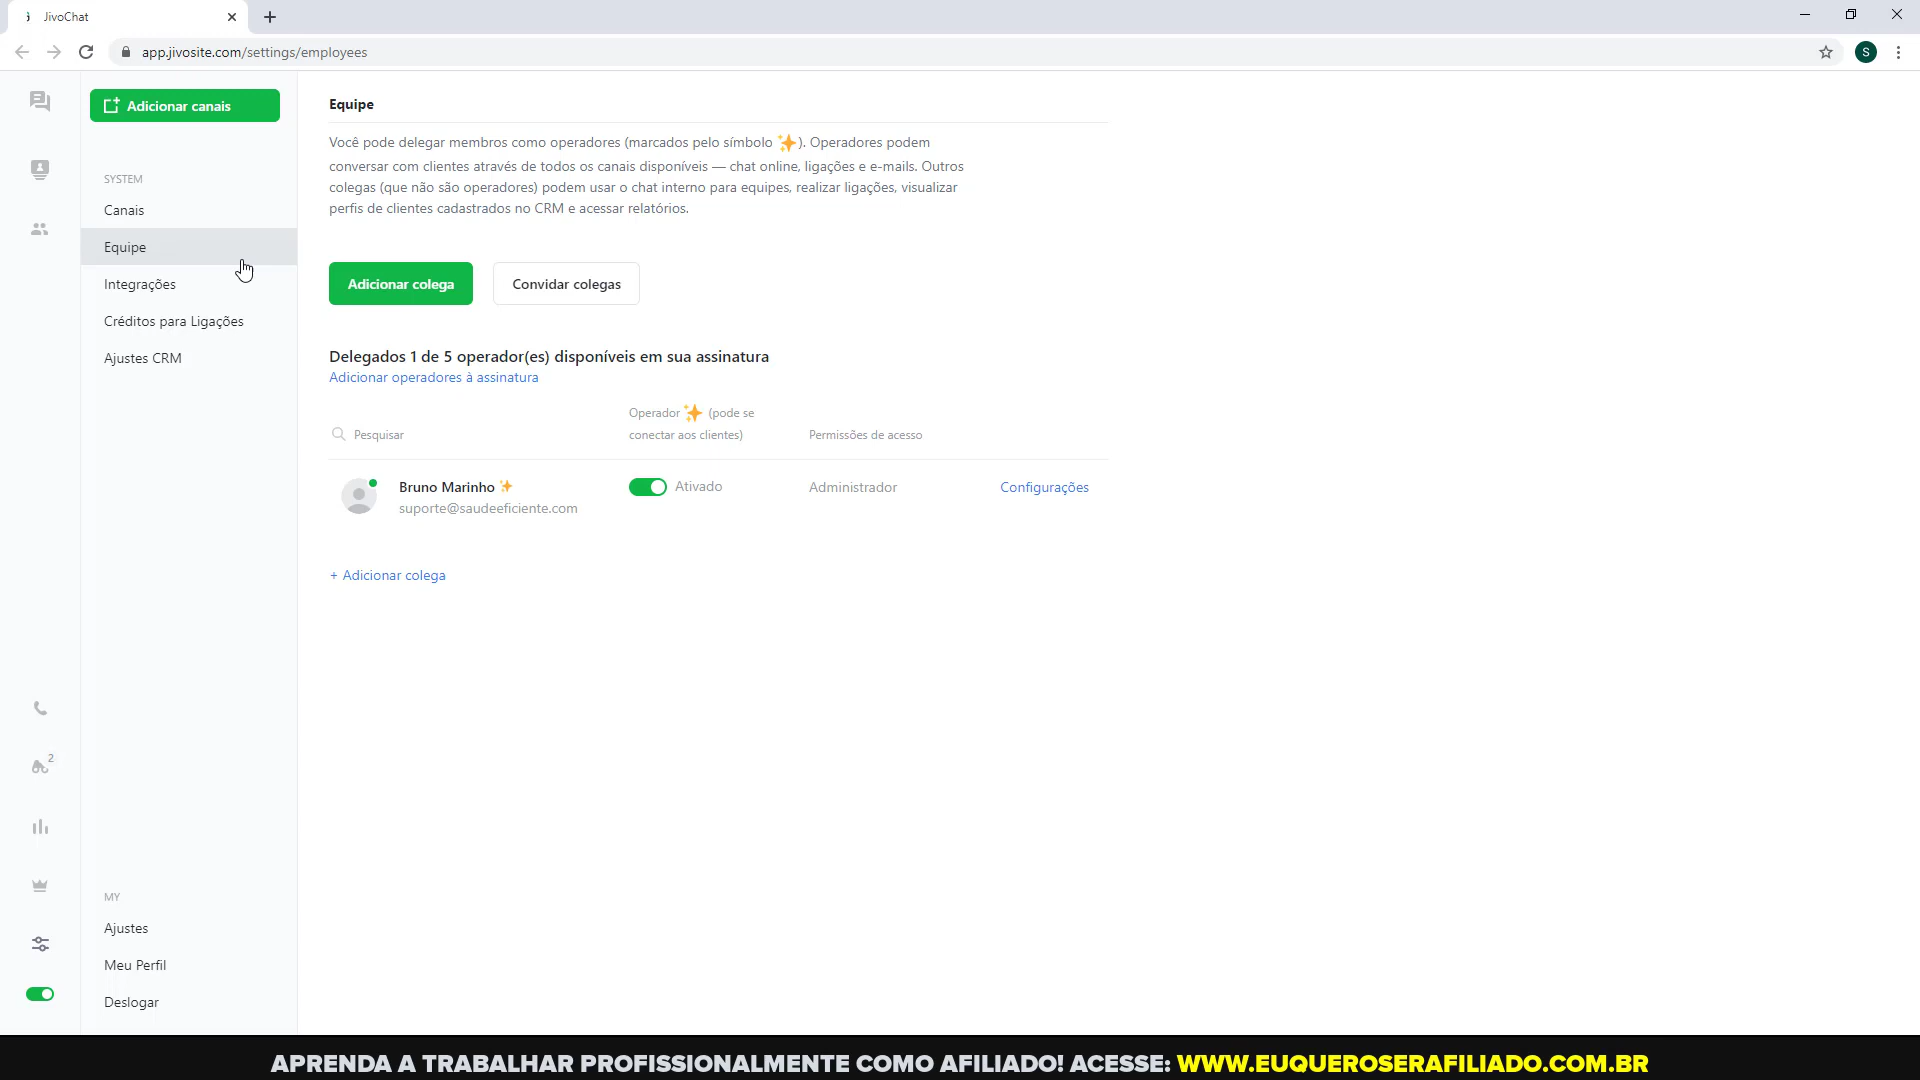 JivoChat
app.jivosite.com/settings/employees
S
Adicionar canais
SYSTEM
Canais
Equipe
Integrações
Créditos para Ligações
Ajustes CRM
2
MY
Ajustes
Meu Perfil
Deslogar
Equipe
Você pode delegar membros como operadores (marcados pelo símbolo ✨). Operadores podem
conversar com clientes através de todos os canais disponíveis — chat online, ligações e e-mails. Outros
colegas (que não são operadores) podem usar o chat interno para equipes, realizar ligações, visualizar
perfis de clientes cadastrados no CRM e acessar relatórios.
Adicionar colega
Convidar colegas
Delegados 1 de 5 operador(es) disponíveis em sua assinatura
Adicionar operadores à assinatura
Pesquisar
Operador ✨ (pode se
conectar aos clientes)
Permissões de acesso
Bruno Marinho ✨
suporte@saudeeficiente.com
Ativado
Administrador
Configurações
+ Adicionar colega
APRENDA A TRABALHAR PROFISSIONALMENTE COMO AFILIADO! ACESSE: WWW.EUQUEROSERAFILIADO.COM.BR